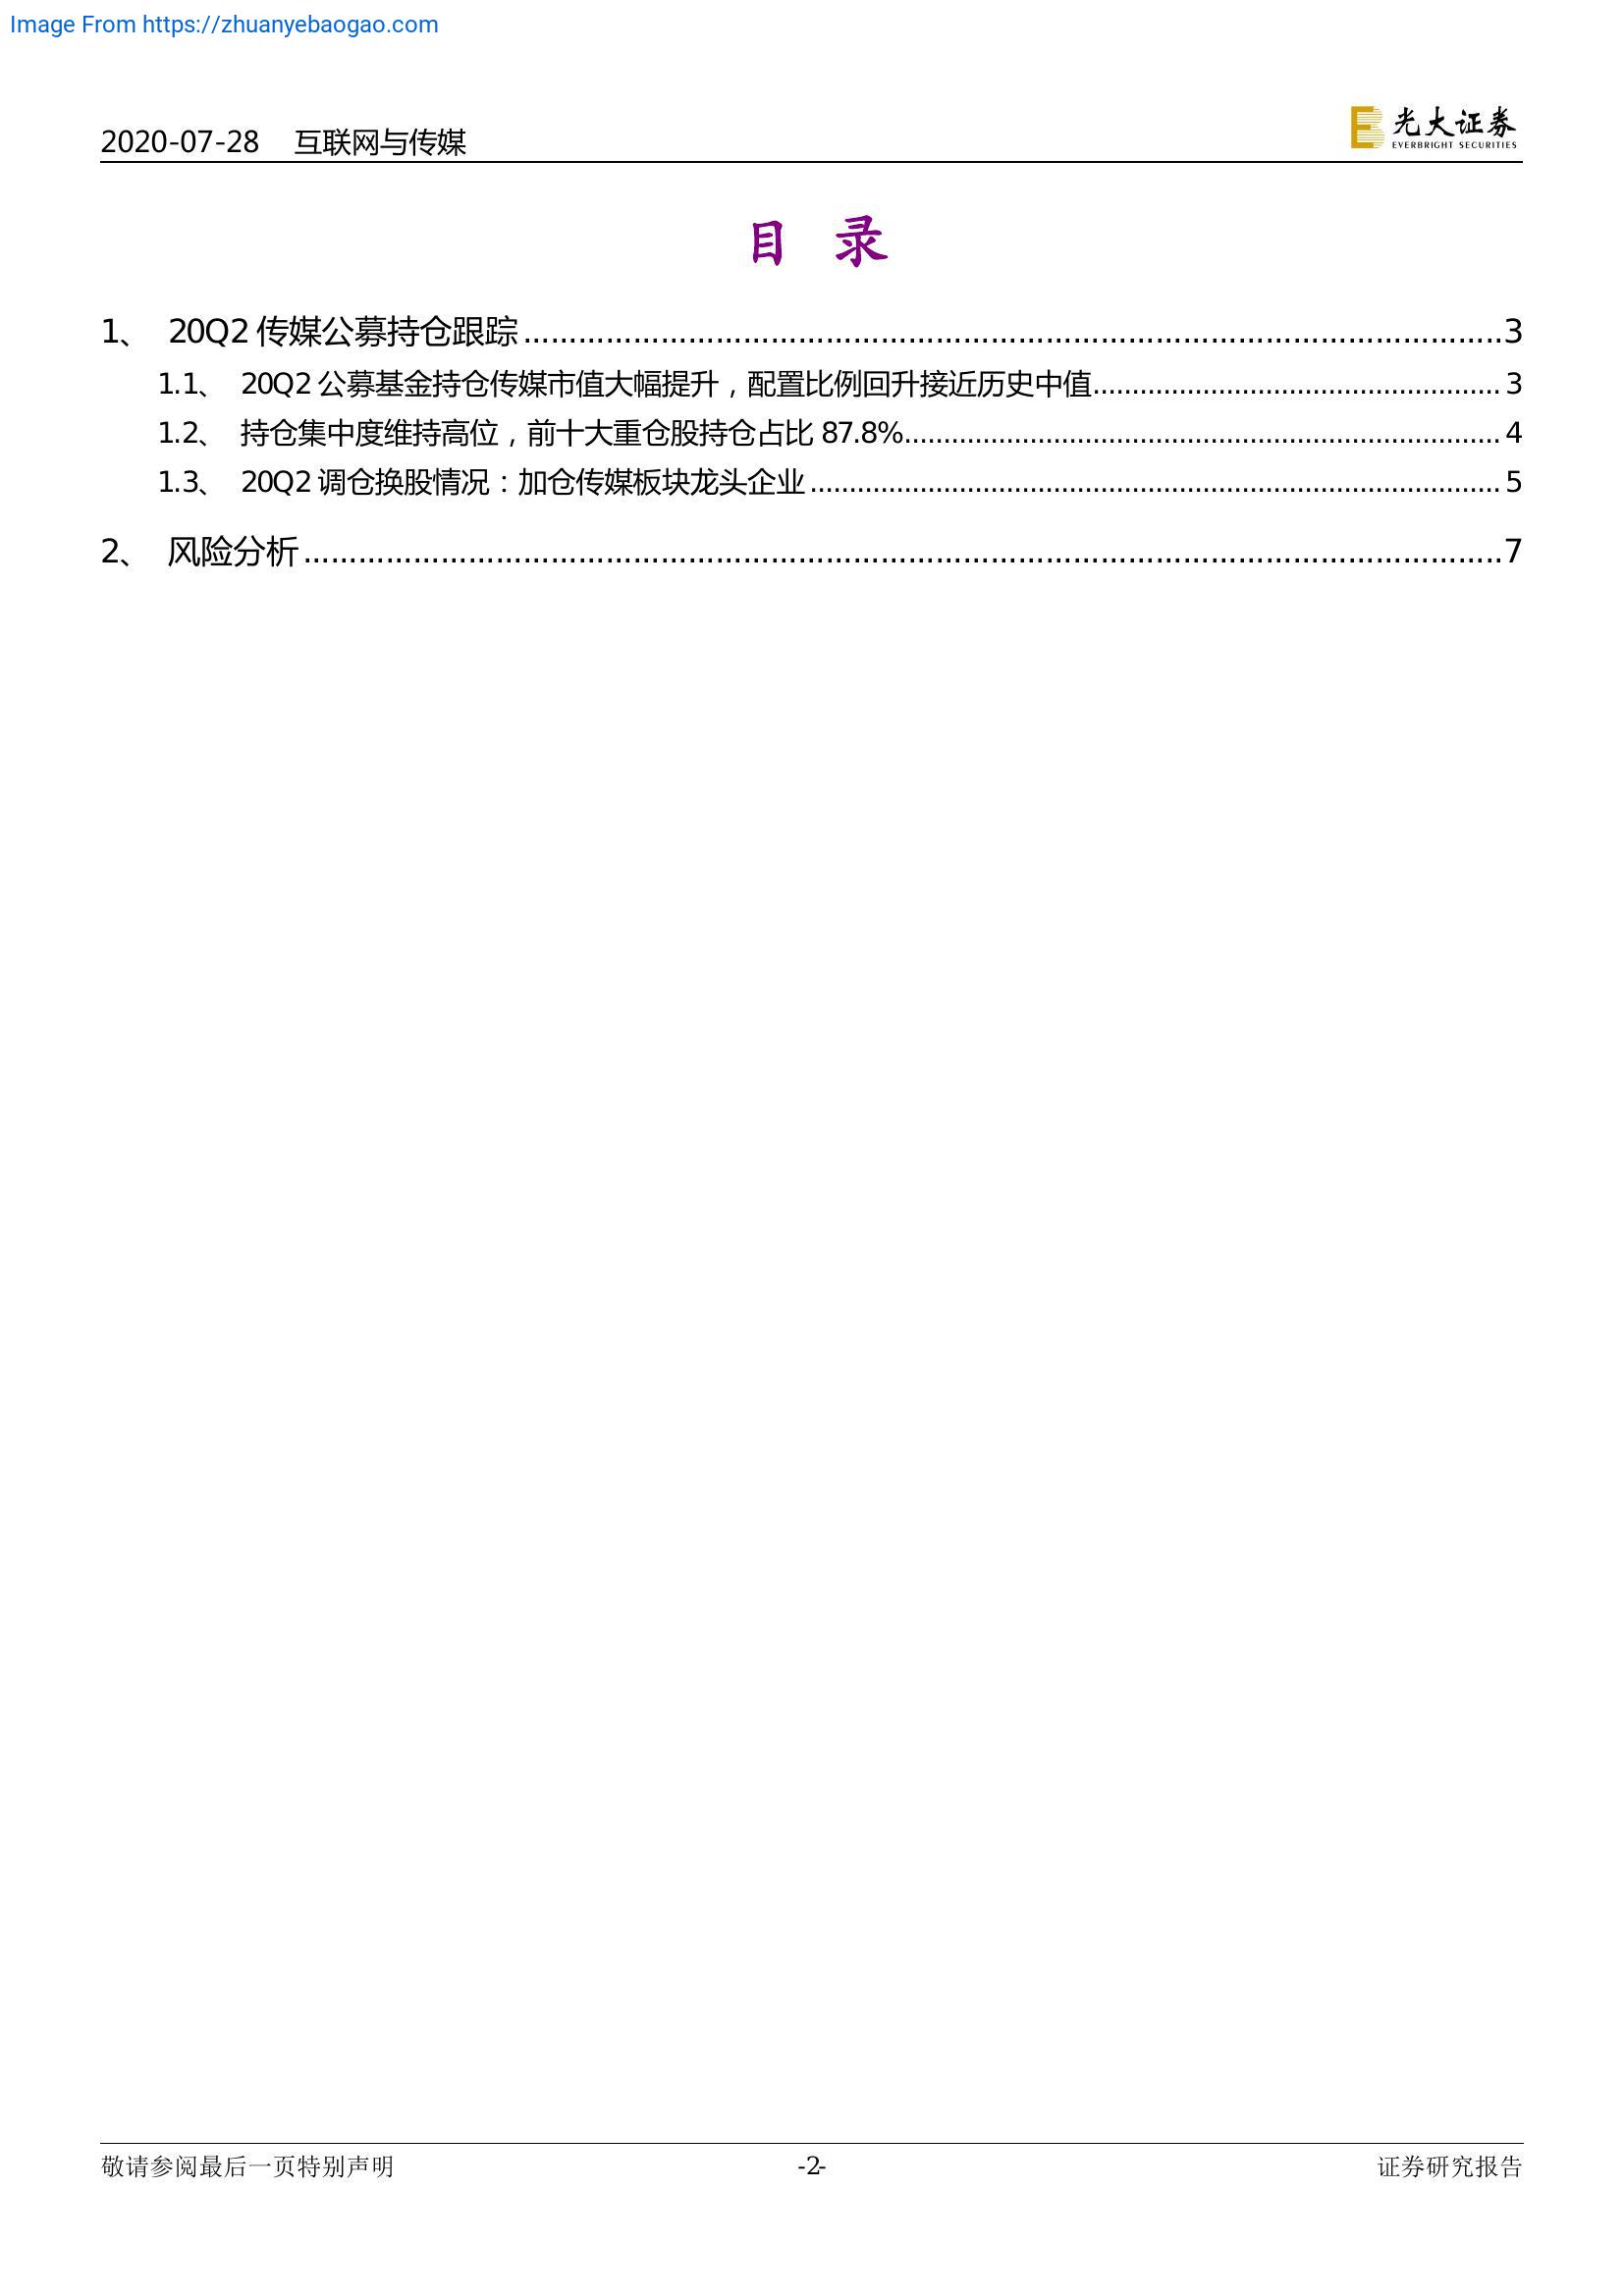 Image From https://zhuanyebaogao.com
2020-07-28 互联网与传媒
光大证券
EVERBRIGHT SECURITIES
目 录
1、 20Q2 传媒公募持仓跟踪............................................................3
1.1、 20Q2 公募基金持仓传媒市值大幅提升，配置比例回升接近历史中值............................................................ 3
1.2、 持仓集中度维持高位，前十大重仓股持仓占比 87.8%............................................................ 4
1.3、 20Q2 调仓换股情况：加仓传媒板块龙头企业............................................................ 5
2、 风险分析............................................................7
敬请参阅最后一页特别声明 -2- 证券研究报告